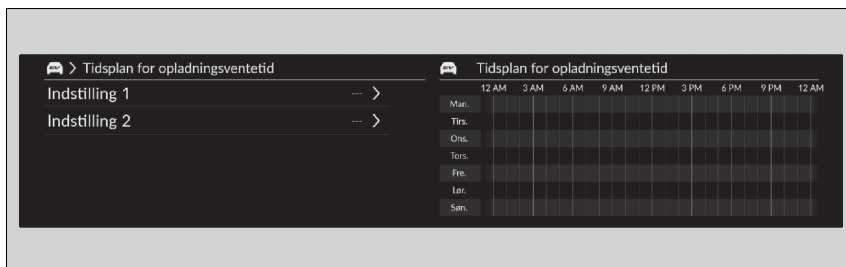 > Tidsplan for opladningsventetid
Indstilling 1 --- >
Indstilling 2 --- >
Tidsplan for opladningsventetid
12 AM 3 AM 6 AM 9 AM 12 PM 3 PM 6 PM 9 PM 12 AM
Man.
Tirs.
Ons.
Tors.
Fre.
Lør.
Søn.